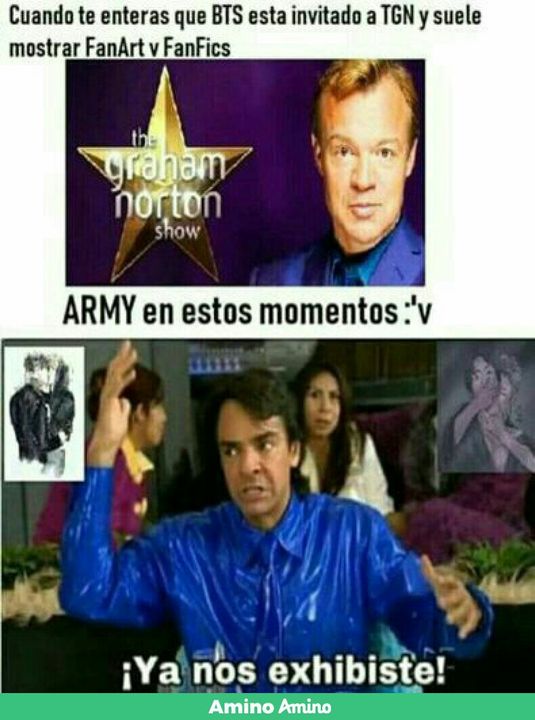 Cuando te enteras que BTS esta invitado a TGN y suele
mostrar FanArt y FanFics
the
graham
norton
show
ARMY en estos momentos :'v
¡Ya nos exhibiste!
Amino Amino